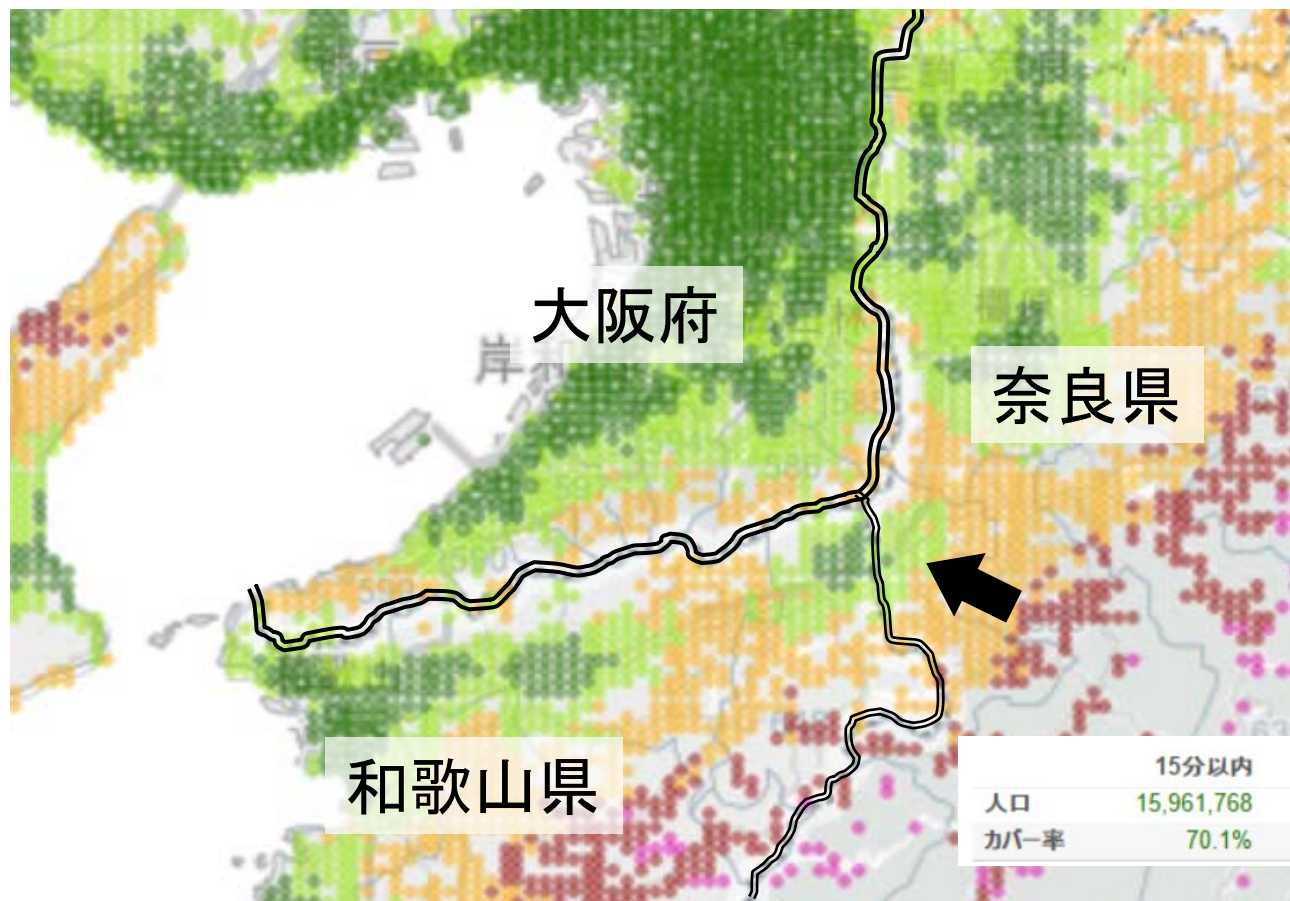 大阪府
岸
奈良県
和歌山県
15分以内
人口 15,961,768
カバー率 70.1%